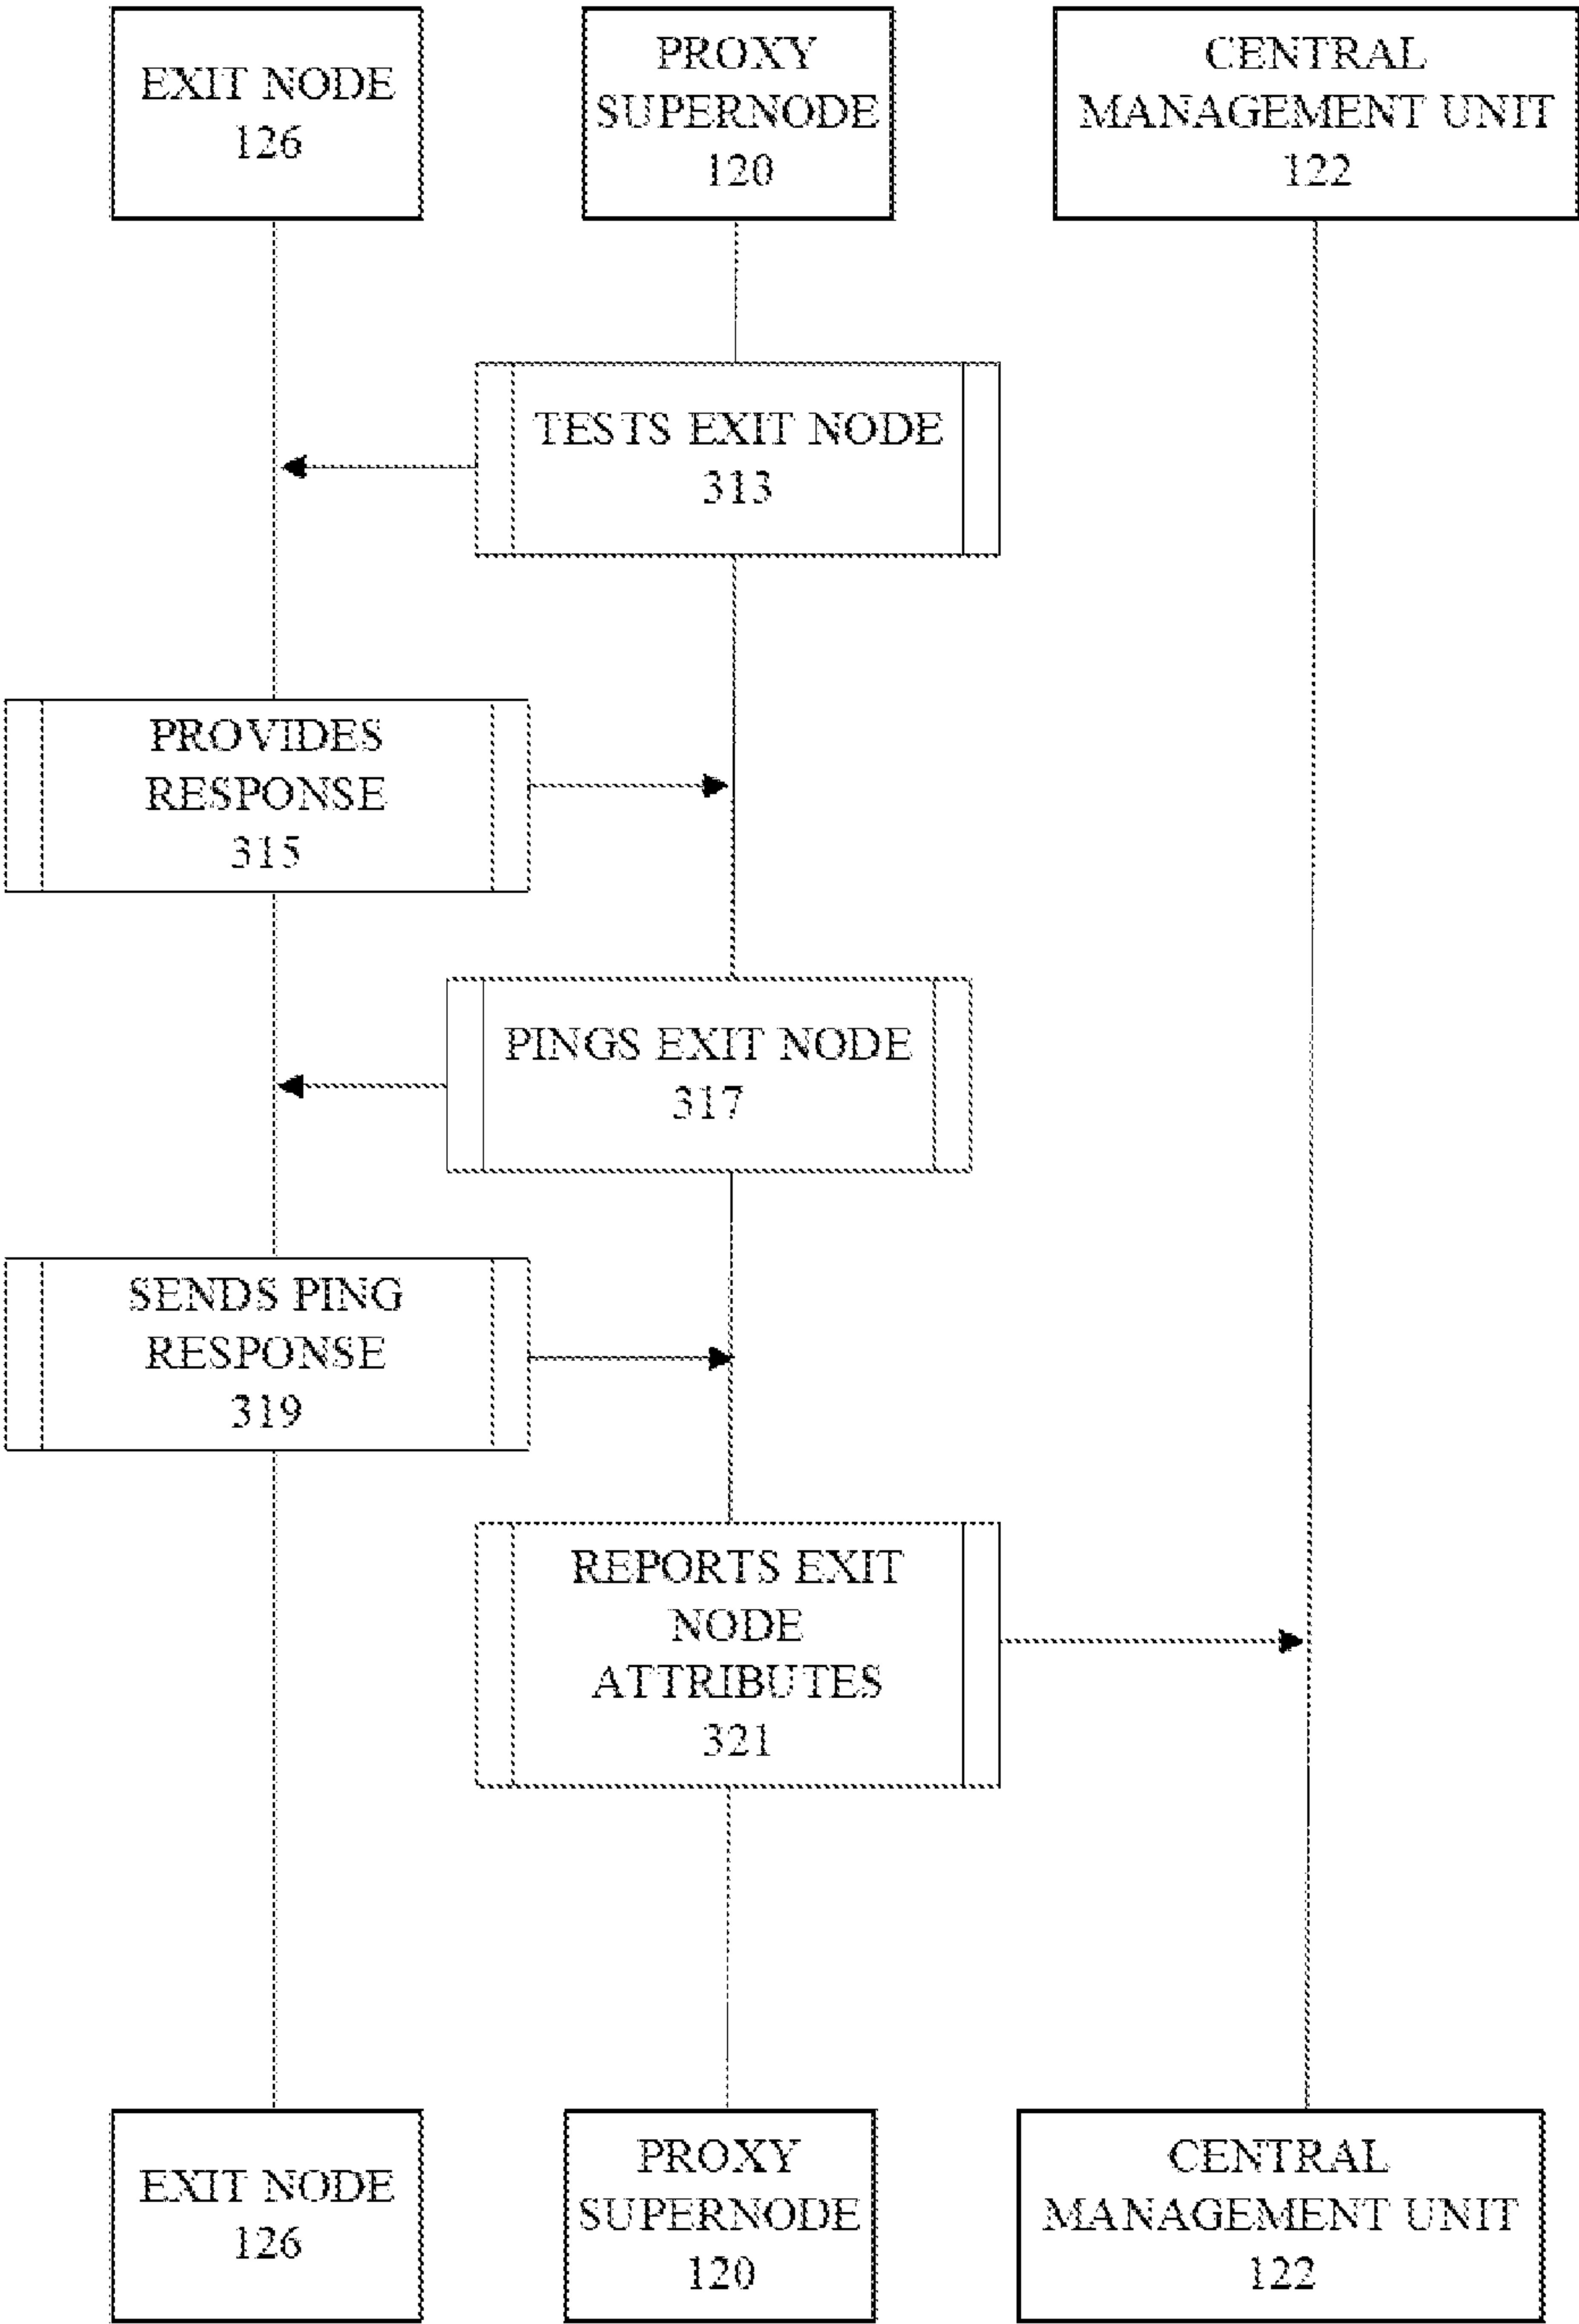 EXIT NODE
126
PROXY
SUPERNODE
120
CENTRAL
MANAGEMENT UNIT
122
TESTS EXIT NODE
313
PROVIDES
RESPONSE
315
PINGS EXIT NODE
317
SENDS PING
RESPONSE
319
REPORTS EXIT
NODE
ATTRIBUTES
321
EXIT NODE
126
PROXY
SUPERNODE
120
CENTRAL
MANAGEMENT UNIT
122